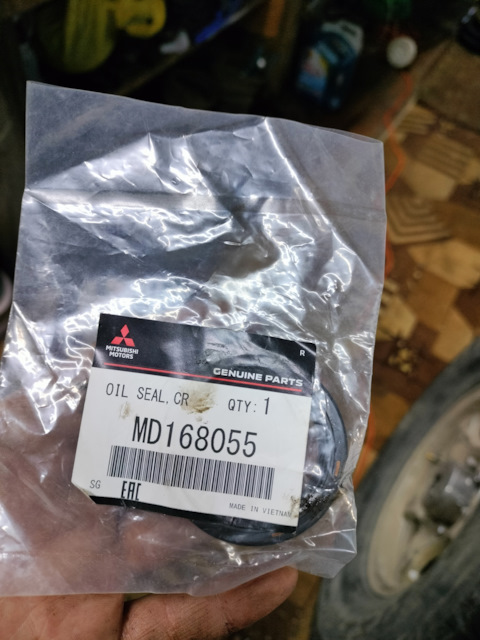 MITSUBISHI
MOTORS
R
GENUINE PARTS
OIL SEAL, CR QTY: 1
MD168055
SG EAC
MADE IN VIETNAM